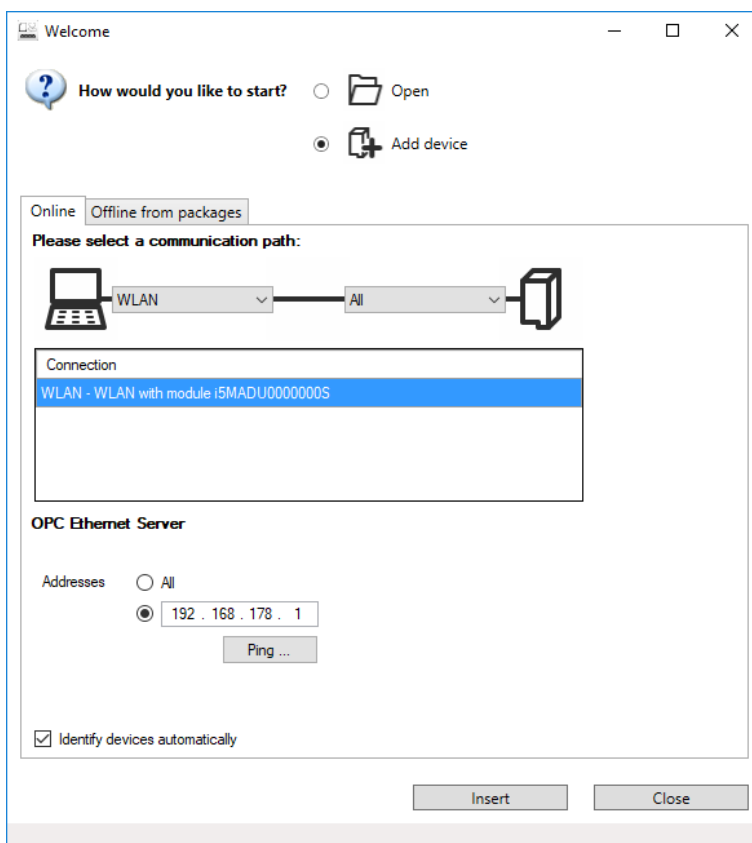 Welcome
How would you like to start?
Open
Add device
Online
Offline from packages
Please select a communication path:
WLAN
All
Connection
WLAN - WLAN with module i5MADU0000000S
OPC Ethernet Server
Addresses
All
192 . 168 . 178 . 1
Ping ...
Identify devices automatically
Insert
Close